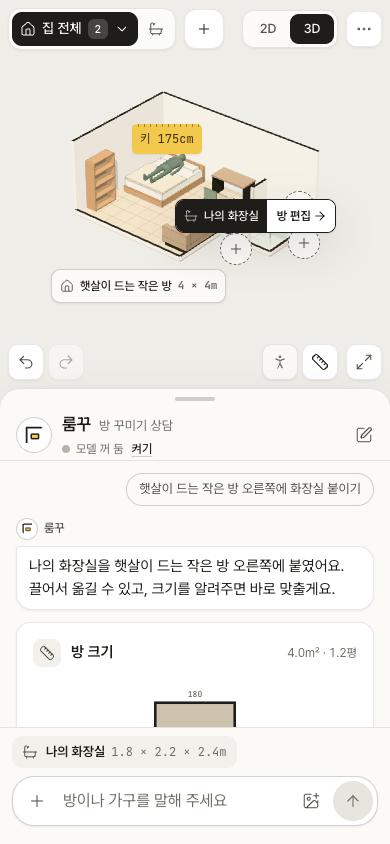 집 전체 2
2D 3D
키 175cm
나의 화장실 방 편집 →
햇살이 드는 작은 방 4 × 4m
룸꾸 방 꾸미기 상담
모델 꺼 둠 켜기
햇살이 드는 작은 방 오른쪽에 화장실 붙이기
룸꾸
나의 화장실을 햇살이 드는 작은 방 오른쪽에 붙였어요.
끌어서 옮길 수 있고, 크기를 알려주면 바로 맞출게요.
방 크기 4.0m² · 1.2평
180
나의 화장실 1.8 × 2.2 × 2.4m
방이나 가구를 말해 주세요